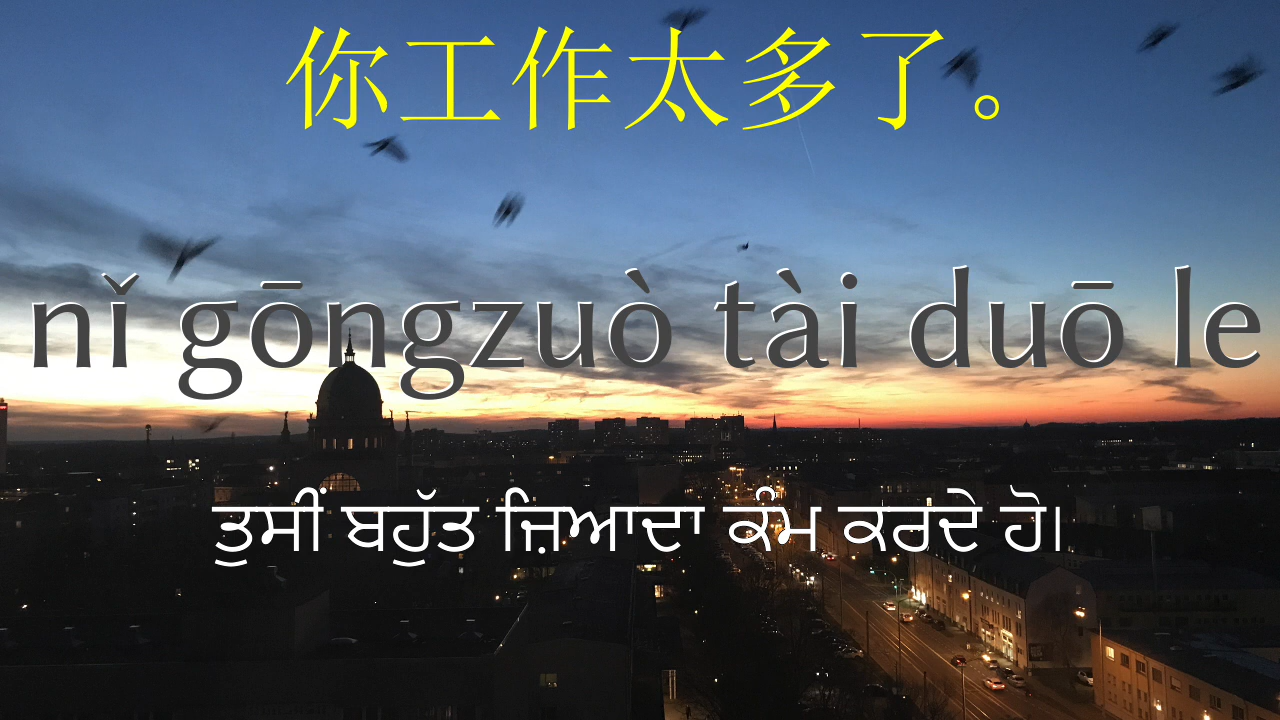 你工作太多了。
nǐ gōngzuò tài duō le
ਤੁਸੀਂ ਬਹੁੱਤ ਜ਼ਿਆਦਾ ਕੰਮ ਕਰਦੇ ਹੋ।